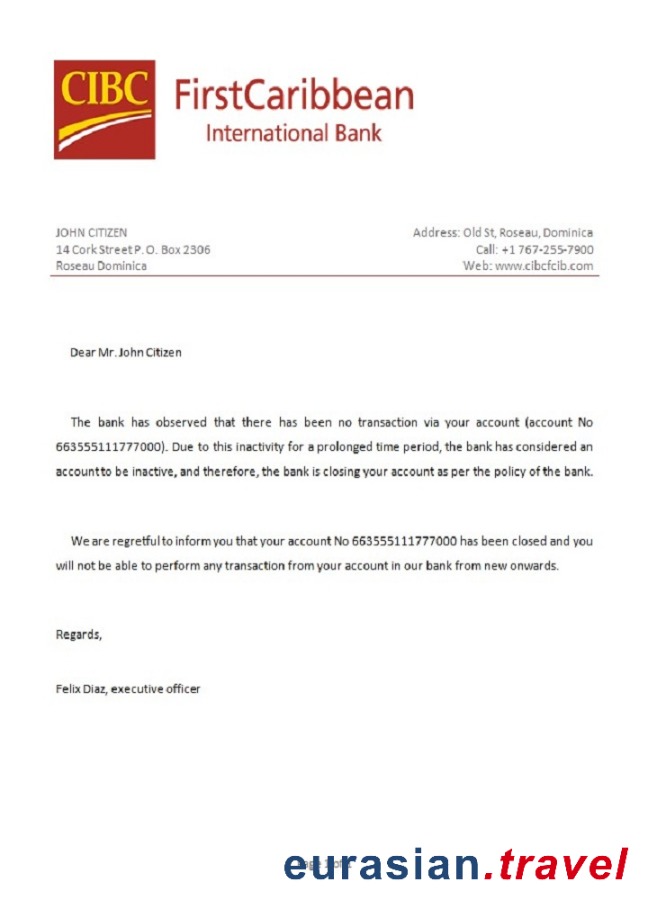 CIBC
FirstCaribbean
International Bank
JOHN CITIZEN
14 Cork Street P. O. Box 2306
Roseau Dominica
Address: Old St, Roseau, Dominica
Call: +1 767-255-7900
Web: www.cibcfcib.com
Dear Mr. John Citizen
The bank has observed that there has been no transaction via your account (account No
663555111777000). Due to this inactivity for a prolonged time period, the bank has considered an
account to be inactive, and therefore, the bank is closing your account as per the policy of the bank.
We are regretful to inform you that your account No 663555111777000 has been closed and you
will not be able to perform any transaction from your account in our bank from new onwards.
Regards,
Felix Diaz, executive officer
eurasian.travel